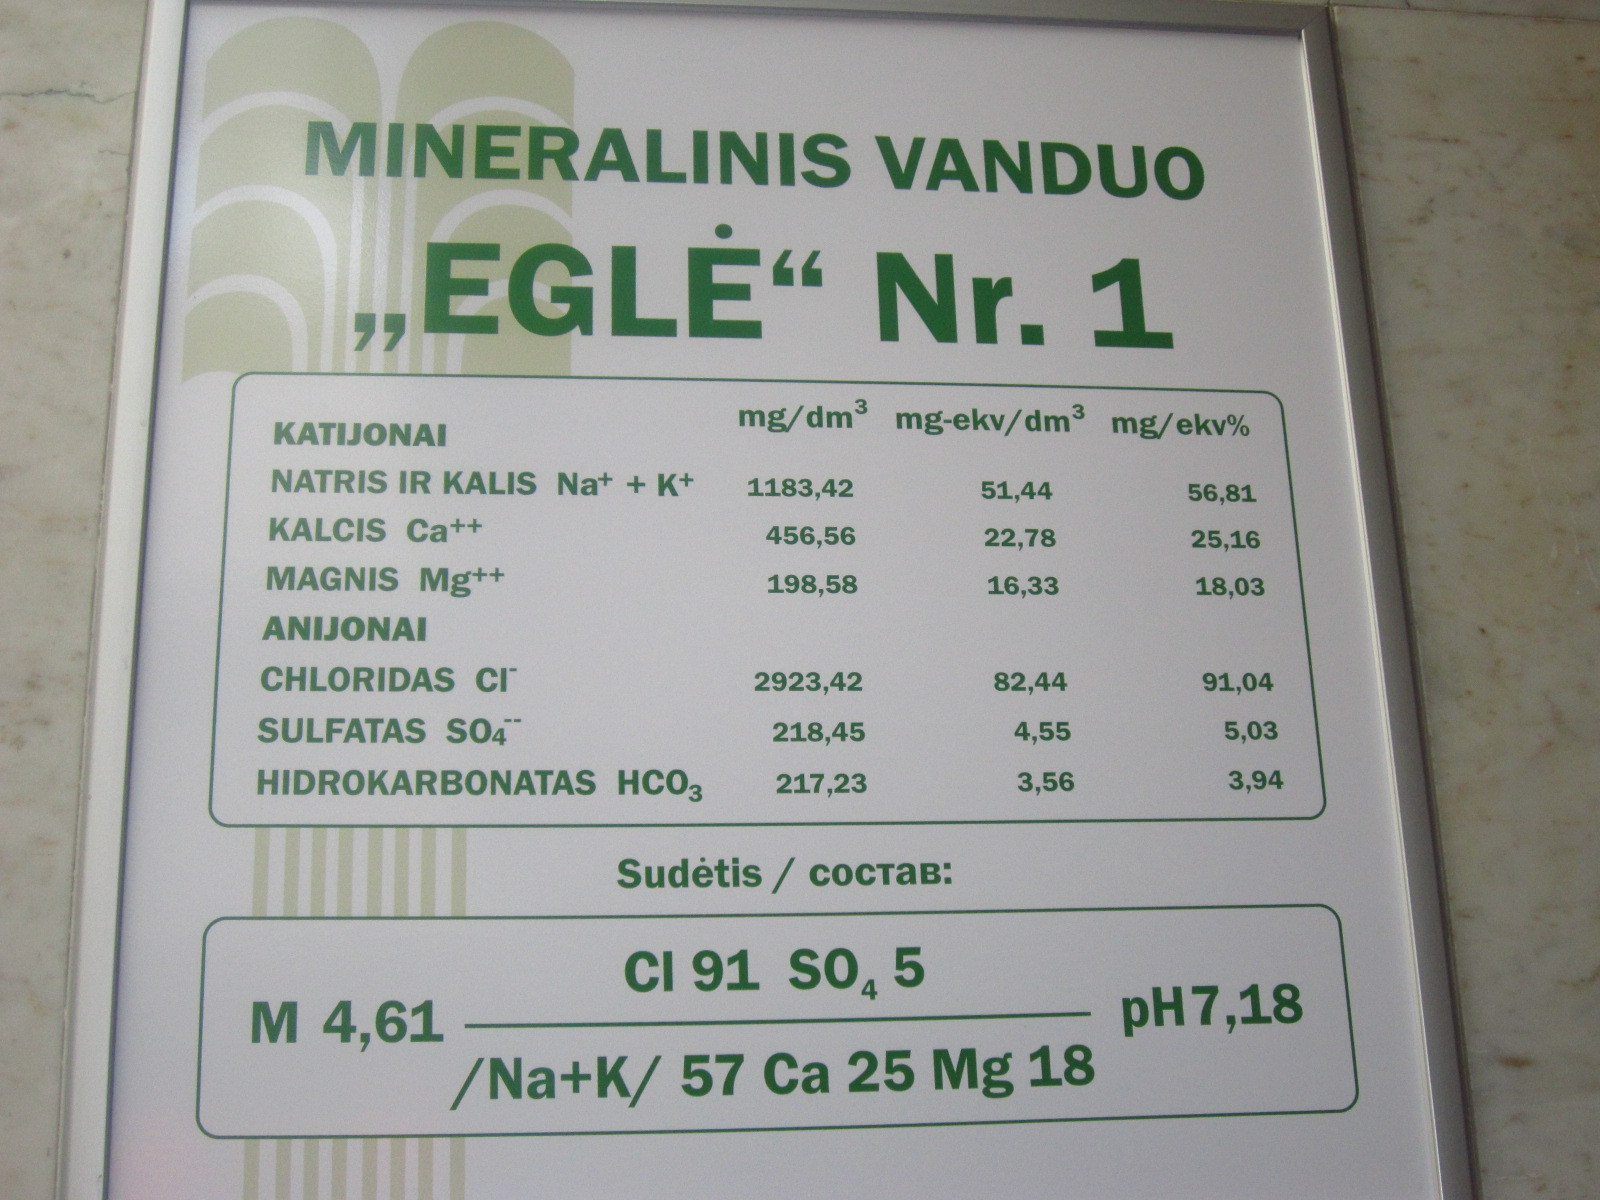 MINERALINIS VANDUO
„EGLĖ“ Nr. 1
mg/dm³ mg-ekv/dm³ mg/ekv%
KATIJONAI
NATRIS IR KALIS Na⁺ + K⁺ 1183,42 51,44 56,81
KALCIS Ca⁺⁺ 456,56 22,78 25,16
MAGNIS Mg⁺⁺ 198,58 16,33 18,03
ANIJONAI
CHLORIDAS Cl⁻ 2923,42 82,44 91,04
SULFATAS SO₄⁻⁻ 218,45 4,55 5,03
HIDROKARBONATAS HCO₃ 217,23 3,56 3,94
Sudėtis / состав:
Cl 91 SO₄ 5
M 4,61 pH 7,18
/Na+K/ 57 Ca 25 Mg 18